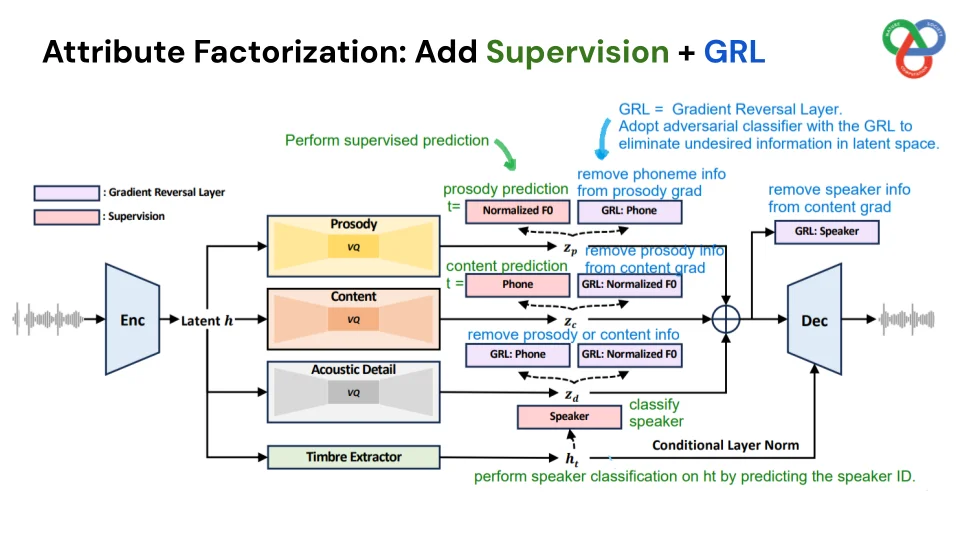 Attribute Factorization: Add Supervision + GRL
GRL = Gradient Reversal Layer.
Adopt adversarial classifier with the GRL to
eliminate undesired information in latent space.
Perform supervised prediction
: Gradient Reversal Layer
: Supervision
prosody prediction
t=
Normalized F0
remove phoneme info
from prosody grad
GRL: Phone
remove speaker info
from content grad
GRL: Speaker
Prosody
VQ
z_p
remove prosody info
from content grad
content prediction
t =
Phone
GRL: Normalized F0
Enc
Latent h
Content
VQ
z_c
Dec
remove prosody or content info
GRL: Phone
GRL: Normalized F0
Acoustic Detail
VQ
z_d
Speaker
classify
speaker
Timbre Extractor
h_t
Conditional Layer Norm
perform speaker classification on ht by predicting the speaker ID.